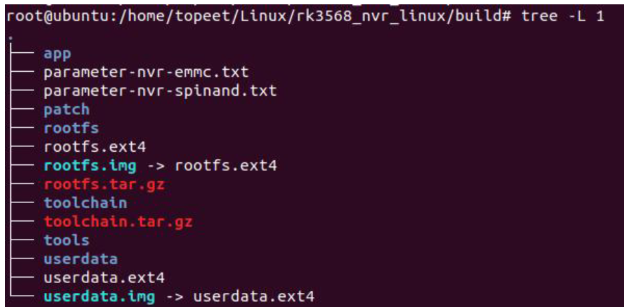 root@ubuntu:/home/topeet/Linux/rk3568_nvr_linux/build# tree -L 1
.
├── app
├── parameter-nvr-emmc.txt
├── parameter-nvr-spinand.txt
├── patch
├── rootfs
├── rootfs.ext4
├── rootfs.img -> rootfs.ext4
├── rootfs.tar.gz
├── toolchain
├── toolchain.tar.gz
├── tools
├── userdata
├── userdata.ext4
└── userdata.img -> userdata.ext4